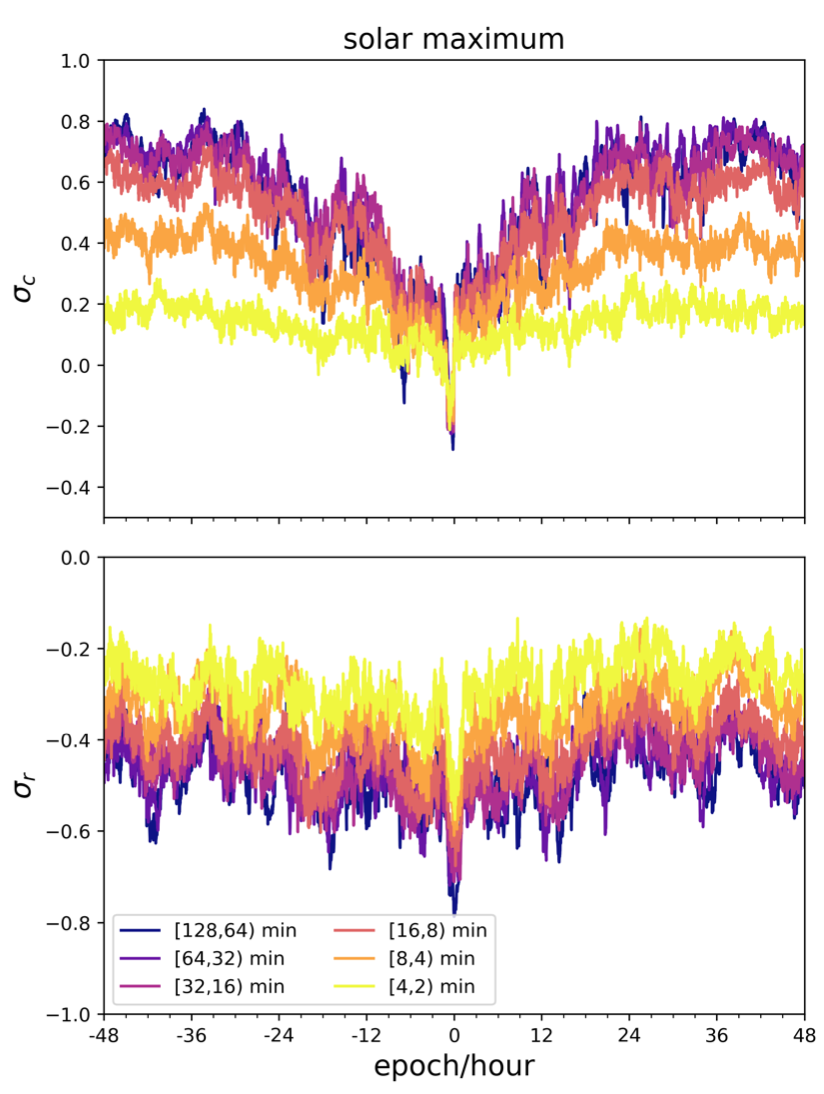 solar maximum
1.0
0.8
0.6
0.4
0.2
0.0
−0.2
−0.4
σc
0.0
−0.2
−0.4
−0.6
−0.8
−1.0
σr
[128,64) min
[64,32) min
[32,16) min
[16,8) min
[8,4) min
[4,2) min
-48 -36 -24 -12 0 12 24 36 48
epoch/hour